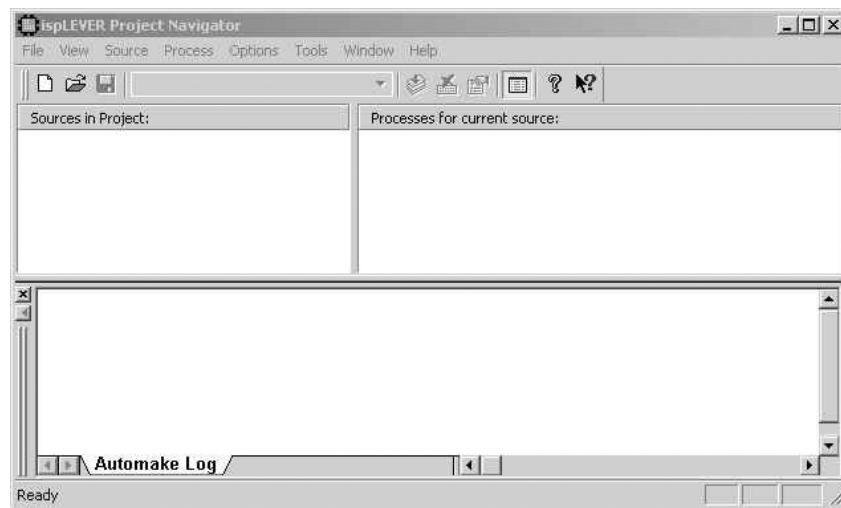 ispLEVER Project Navigator
File View Source Process Options Tools Window Help
Sources in Project:
Processes for current source:
Automake Log
Ready